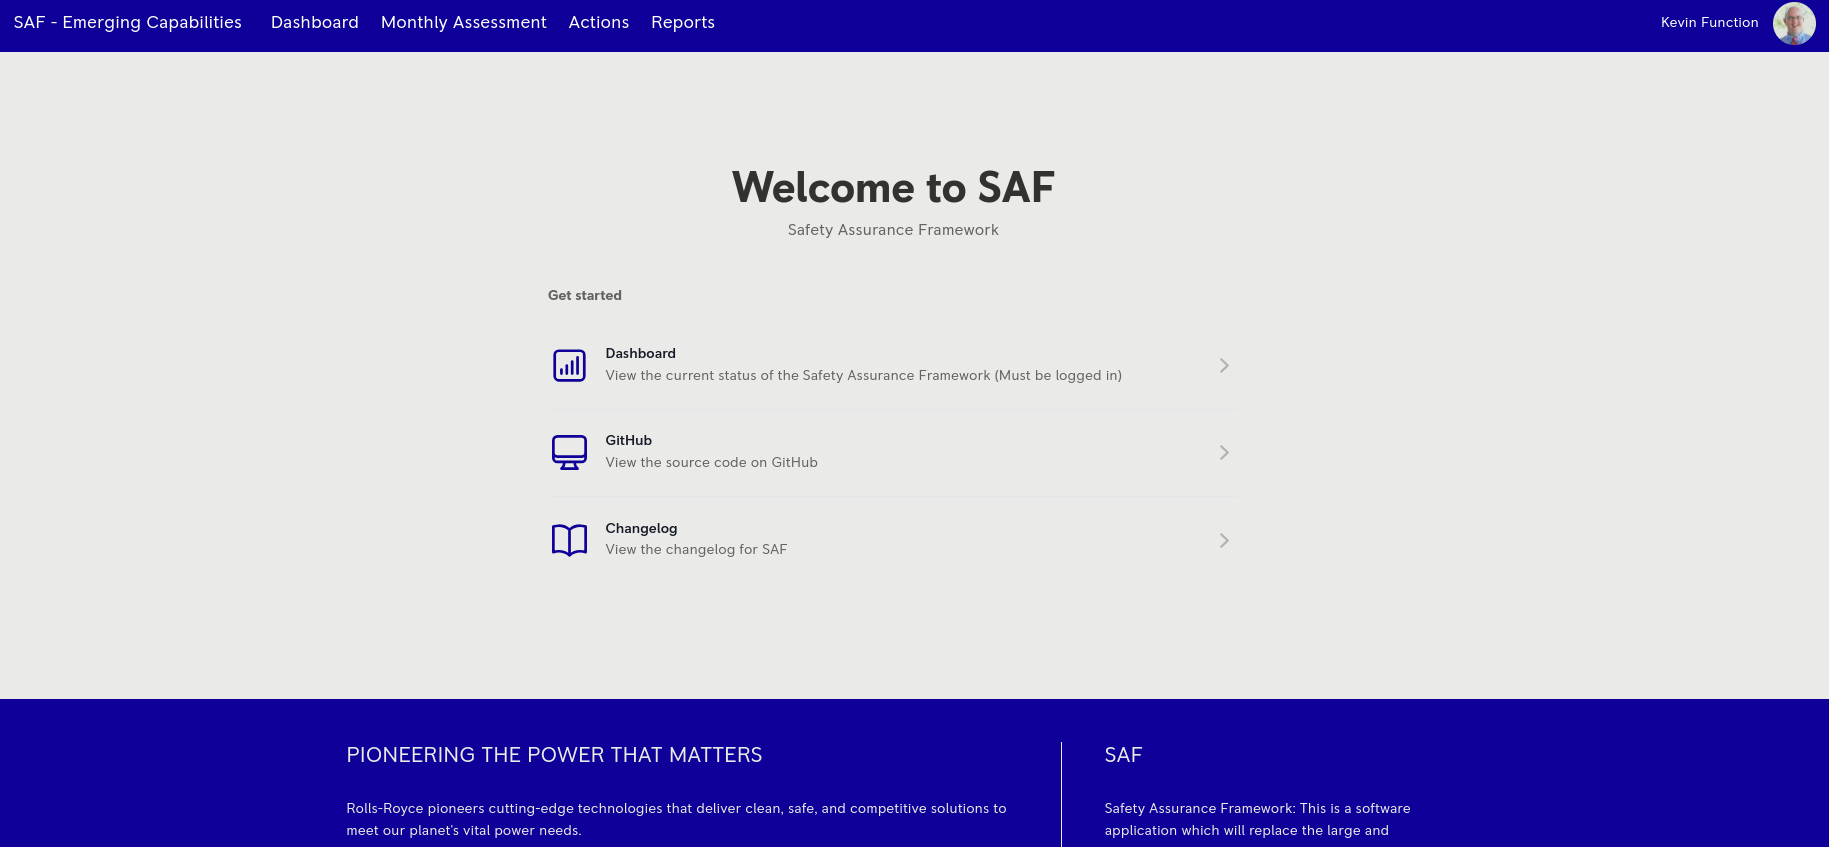 SAF - Emerging Capabilities Dashboard Monthly Assessment Actions Reports Kevin Function
Welcome to SAF
Safety Assurance Framework
Get started
Dashboard
View the current status of the Safety Assurance Framework (Must be logged in)
GitHub
View the source code on GitHub
Changelog
View the changelog for SAF
PIONEERING THE POWER THAT MATTERS
Rolls-Royce pioneers cutting-edge technologies that deliver clean, safe, and competitive solutions to
meet our planet's vital power needs.
SAF
Safety Assurance Framework: This is a software
application which will replace the large and